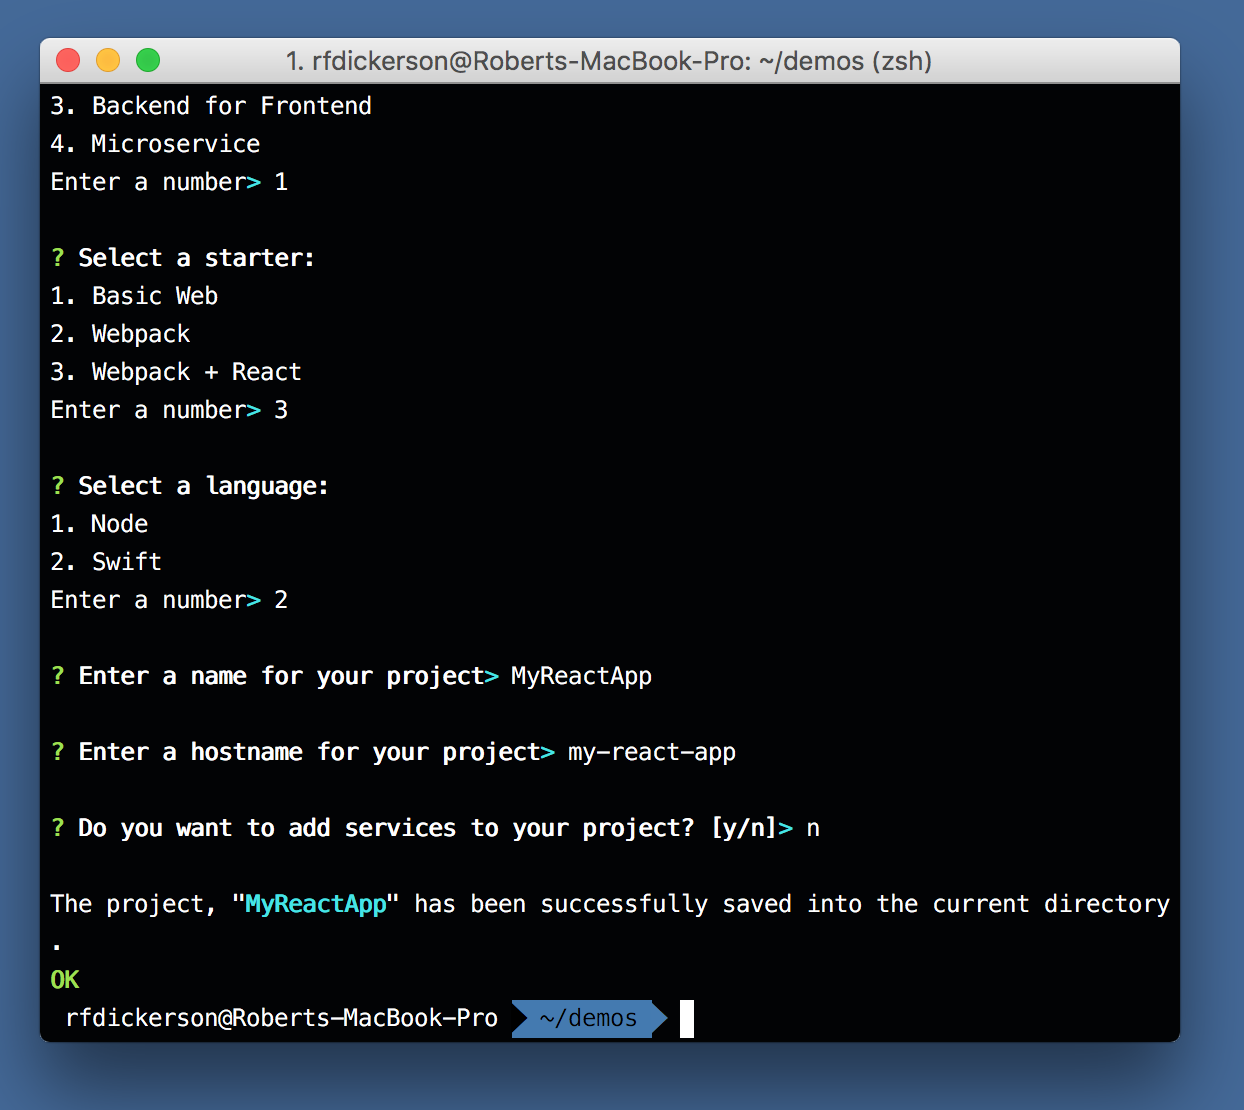 1. rfdickerson@Roberts-MacBook-Pro: ~/demos (zsh)
3. Backend for Frontend
4. Microservice
Enter a number> 1
? Select a starter:
1. Basic Web
2. Webpack
3. Webpack + React
Enter a number> 3
? Select a language:
1. Node
2. Swift
Enter a number> 2
? Enter a name for your project> MyReactApp
? Enter a hostname for your project> my-react-app
? Do you want to add services to your project? [y/n]> n
The project, "MyReactApp" has been successfully saved into the current directory
.
OK
rfdickerson@Roberts-MacBook-Pro ~/demos